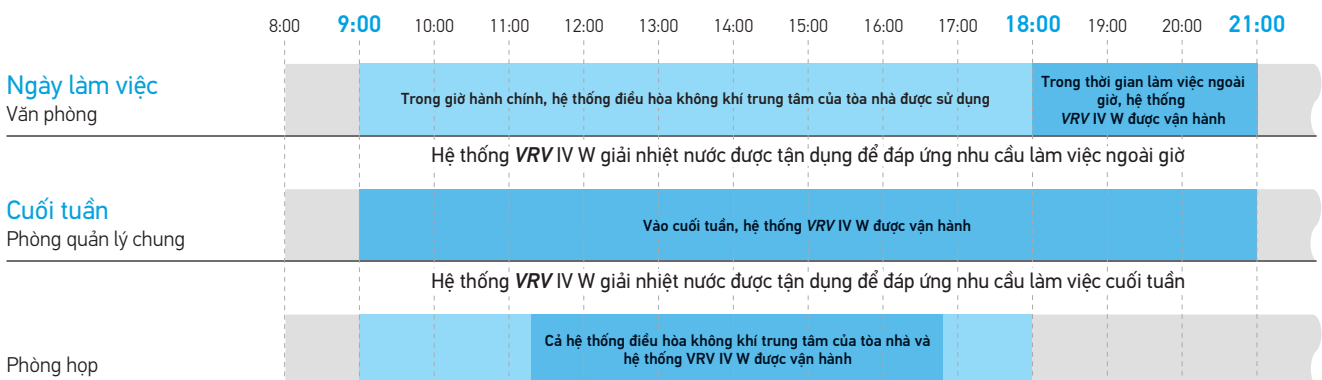 8:00 9:00 10:00 11:00 12:00 13:00 14:00 15:00 16:00 17:00 18:00 19:00 20:00 21:00
Ngày làm việc
Văn phòng
Trong giờ hành chính, hệ thống điều hòa không khí trung tâm của tòa nhà được sử dụng
Trong thời gian làm việc ngoài
giờ, hệ thống
VRV IV W được vận hành
Hệ thống VRV IV W giải nhiệt nước được tận dụng để đáp ứng nhu cầu làm việc ngoài giờ
Cuối tuần
Phòng quản lý chung
Vào cuối tuần, hệ thống VRV IV W được vận hành
Hệ thống VRV IV W giải nhiệt nước được tận dụng để đáp ứng nhu cầu làm việc cuối tuần
Phòng họp
Cả hệ thống điều hòa không khí trung tâm của tòa nhà và
hệ thống VRV IV W được vận hành